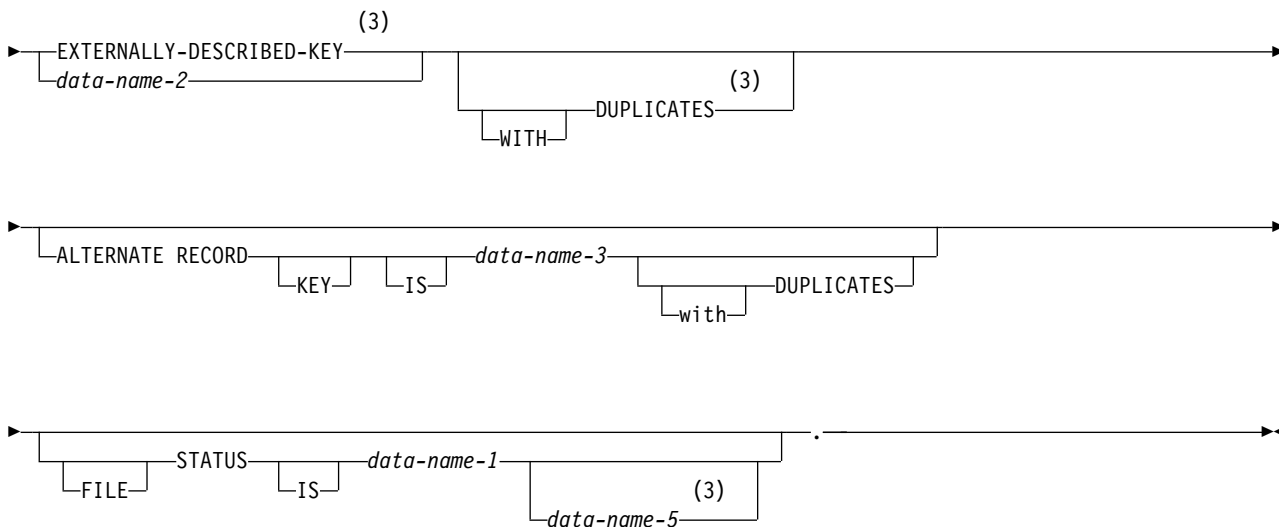 (3)
EXTERNALLY-DESCRIBED-KEY
data-name-2
(3)
DUPLICATES
WITH
ALTERNATE RECORD data-name-3
KEY IS DUPLICATES
with
STATUS data-name-1 .
FILE IS (3)
data-name-5